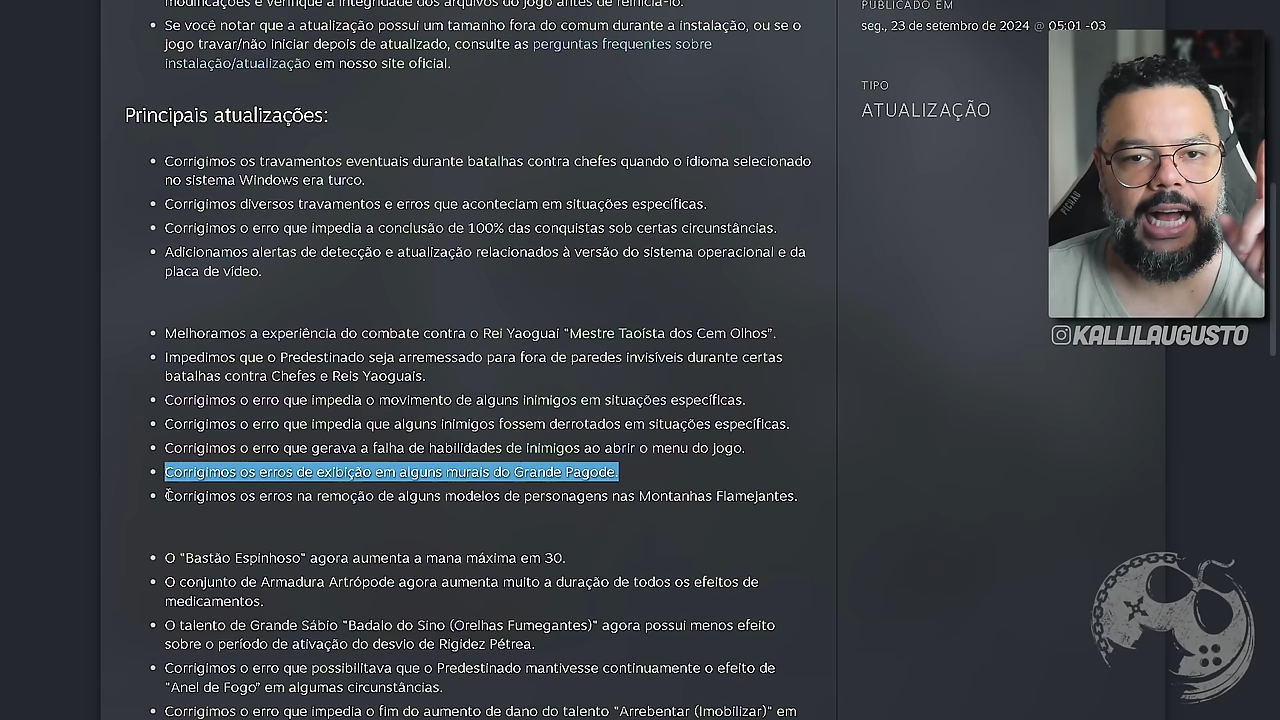 modificações e verifique a integridade dos arquivos do jogo antes de reiniciá-lo.
Se você notar que a atualização possui um tamanho fora do comum durante a instalação, ou se o
jogo travar/não iniciar depois de atualizado, consulte as perguntas frequentes sobre
instalação/atualização em nosso site oficial.
Principais atualizações:
Corrigimos os travamentos eventuais durante batalhas contra chefes quando o idioma selecionado
no sistema Windows era turco.
Corrigimos diversos travamentos e erros que aconteciam em situações específicas.
Corrigimos o erro que impedia a conclusão de 100% das conquistas sob certas circunstâncias.
Adicionamos alertas de detecção e atualização relacionados à versão do sistema operacional e da
placa de vídeo.
Melhoramos a experiência do combate contra o Rei Yaoguai "Mestre Taoísta dos Cem Olhos".
Impedimos que o Predestinado seja arremessado para fora de paredes invisíveis durante certas
batalhas contra Chefes e Reis Yaoguais.
Corrigimos o erro que impedia o movimento de alguns inimigos em situações específicas.
Corrigimos o erro que impedia que alguns inimigos fossem derrotados em situações específicas.
Corrigimos o erro que gerava a falha de habilidades de inimigos ao abrir o menu do jogo.
Corrigimos os erros de exibição em alguns murais do Grande Pagode.
Corrigimos os erros na remoção de alguns modelos de personagens nas Montanhas Flamejantes.
O "Bastão Espinhoso" agora aumenta a mana máxima em 30.
O conjunto de Armadura Artrópode agora aumenta muito a duração de todos os efeitos de
medicamentos.
O talento de Grande Sábio "Badalo do Sino (Orelhas Fumegantes)" agora possui menos efeito
sobre o período de ativação do desvio de Rigidez Pétrea.
Corrigimos o erro que possibilitava que o Predestinado mantivesse continuamente o efeito de
"Anel de Fogo" em algumas circunstâncias.
Corrigimos o erro que impedia o fim do aumento de dano do talento "Arrebentar (Imobilizar)" em
PUBLICADO EM
seg., 23 de setembro de 2024 @ 05:01 -03
TIPO
ATUALIZAÇÃO
PICHAU
KALLILAUGUSTO